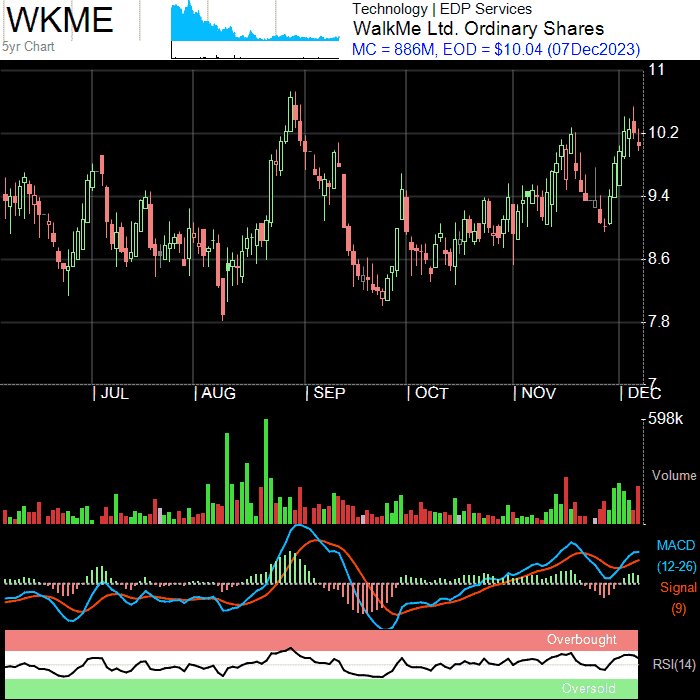 WKME
5yr Chart
Technology | EDP Services
WalkMe Ltd. Ordinary Shares
MC = 886M, EOD = $10.04 (07Dec2023)
11
10.2
9.4
8.6
7.8
7
| JUL | AUG | SEP | OCT | NOV | DEC
598k
Volume
MACD
(12-26)
Signal
(9)
Overbought
RSI(14)
Oversold